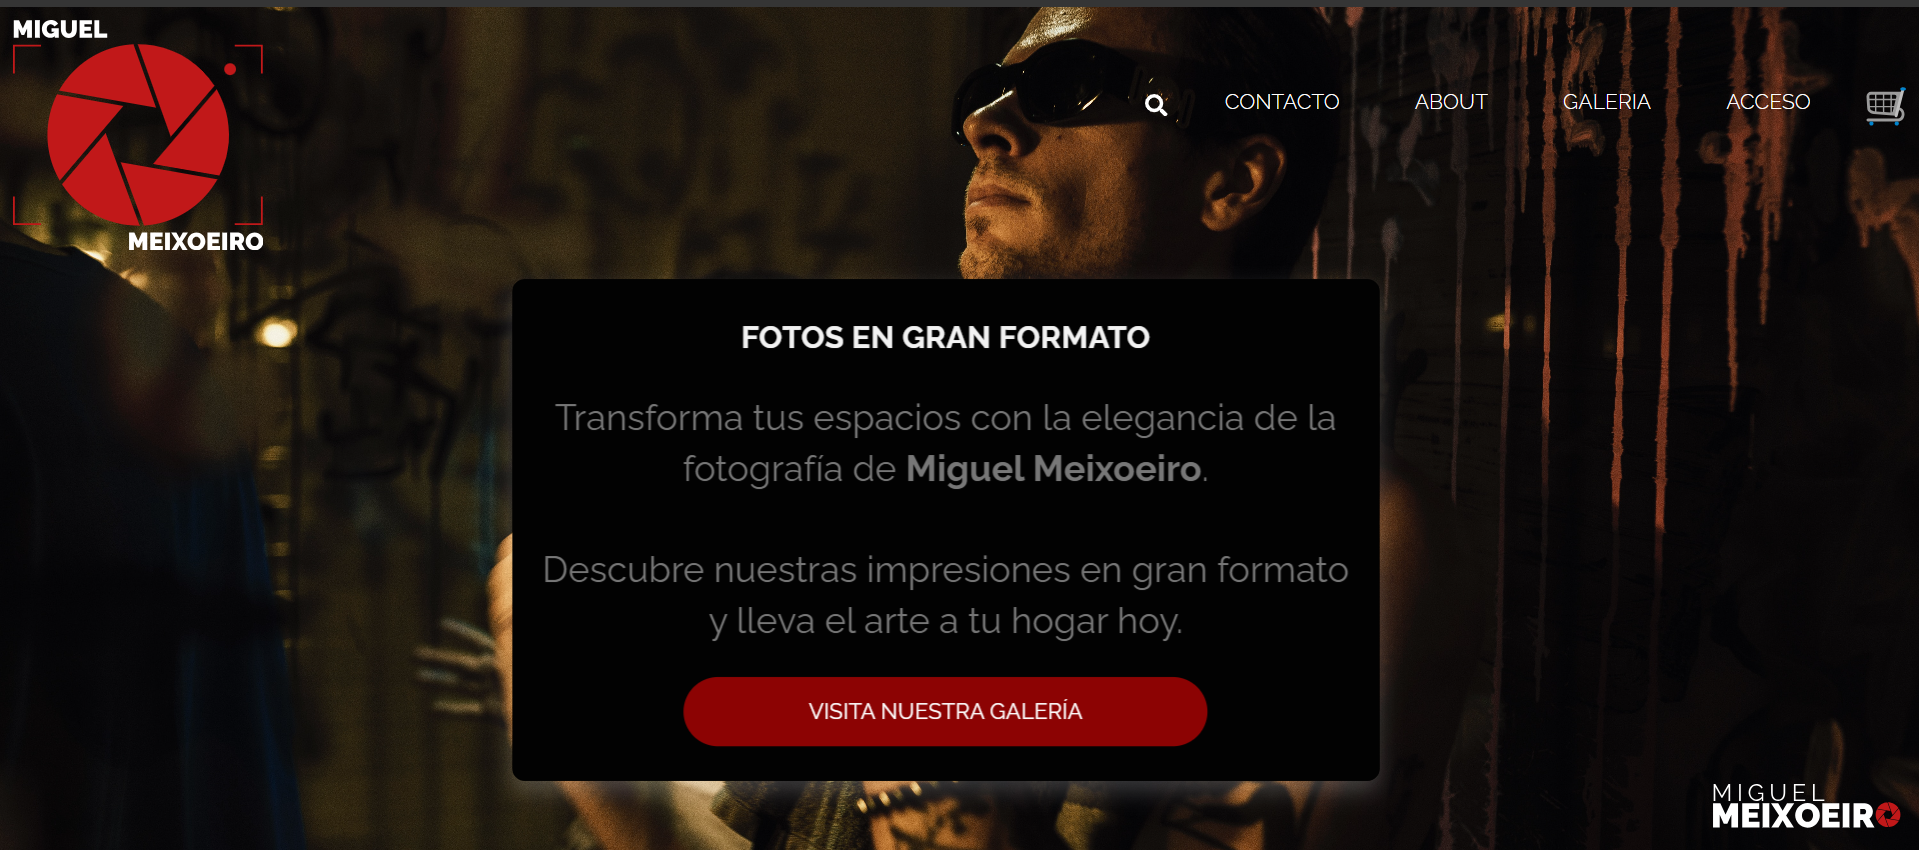 MIGUEL
MEIXOEIRO
CONTACTO
ABOUT
GALERIA
ACCESO
FOTOS EN GRAN FORMATO
Transforma tus espacios con la elegancia de la
fotografía de Miguel Meixoeiro.
Descubre nuestras impresiones en gran formato
y lleva el arte a tu hogar hoy.
VISITA NUESTRA GALERÍA
MIGUEL
MEIXOEIRO